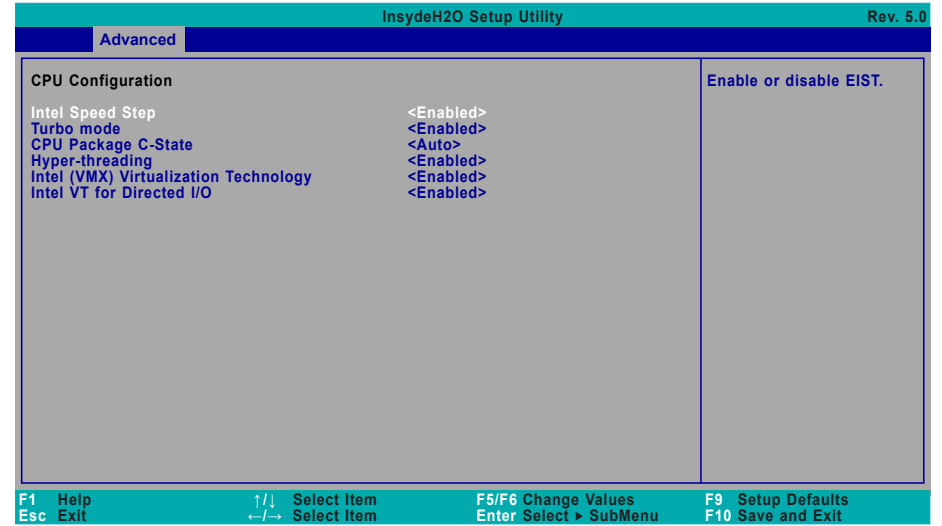 InsydeH2O Setup Utility Rev. 5.0
Advanced
CPU Configuration
Intel Speed Step <Enabled>
Turbo mode <Enabled>
CPU Package C-State <Auto>
Hyper-threading <Enabled>
Intel (VMX) Virtualization Technology <Enabled>
Intel VT for Directed I/O <Enabled>
Enable or disable EIST.
F1 Help ↑/↓ Select Item F5/F6 Change Values F9 Setup Defaults
Esc Exit ←/→ Select Item Enter Select ► SubMenu F10 Save and Exit